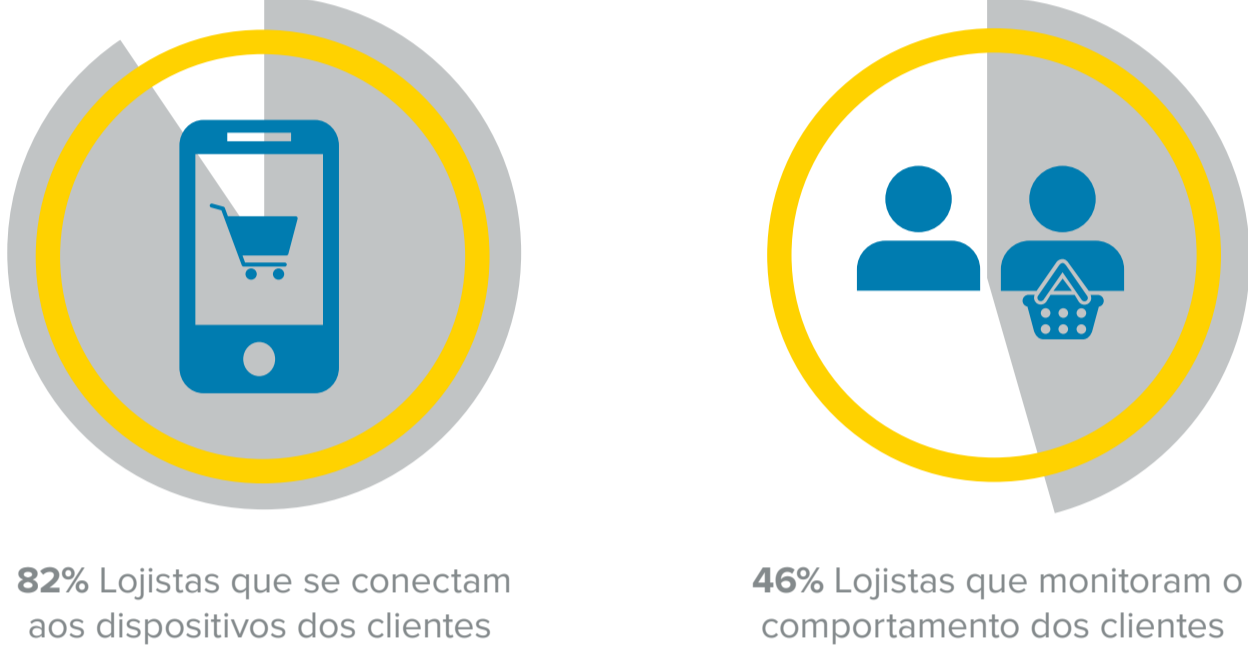 82% Lojistas que se conectam
aos dispositivos dos clientes
46% Lojistas que monitoram o
comportamento dos clientes